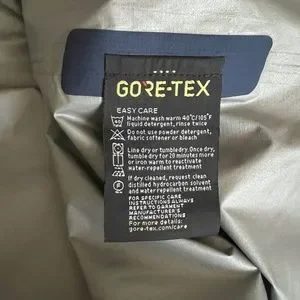 GORE-TEX
EASY CARE
Machine wash warm 40°C/105°F
liquid detergent, rinse twice
Do not use powder detergent,
fabric softener or bleach
Line dry or tumble dry. Once dry,
tumble dry for 20 minutes more
or iron warm to reactivate
water-repellent treatment
If dry cleaned, request clean
distilled hydrocarbon solvent
and water repellent treatment
FOR SPECIFIC CARE
INSTRUCTIONS ALWAYS
REFER TO GARMENT
MANUFACTURER'S
RECOMMENDATIONS
For more details:
gore-tex.com/care